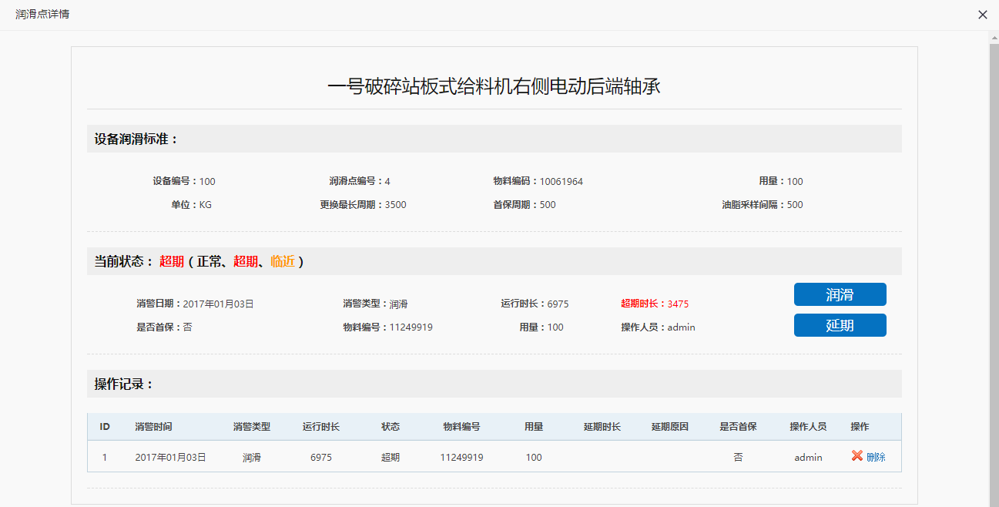 润滑点详情
一号破碎站板式给料机右侧电动后端轴承
设备润滑标准：
设备编号：100 润滑点编号：4 物料编码：10061964 用量：100
单位：KG 更换最长周期：3500 首保周期：500 油脂采样间隔：500
当前状态： 超期 ( 正常、超期、临近 )
消警日期：2017年01月03日 消警类型：润滑 运行时长：6975 超期时长：3475 润滑
是否首保：否 物料编号：11249919 用量：100 操作人员：admin 延期
操作记录：
ID 消警时间 消警类型 运行时长 状态 物料编号 用量 延期时长 延期原因 是否首保 操作人员 操作
1 2017年01月03日 润滑 6975 超期 11249919 100 否 admin 删除